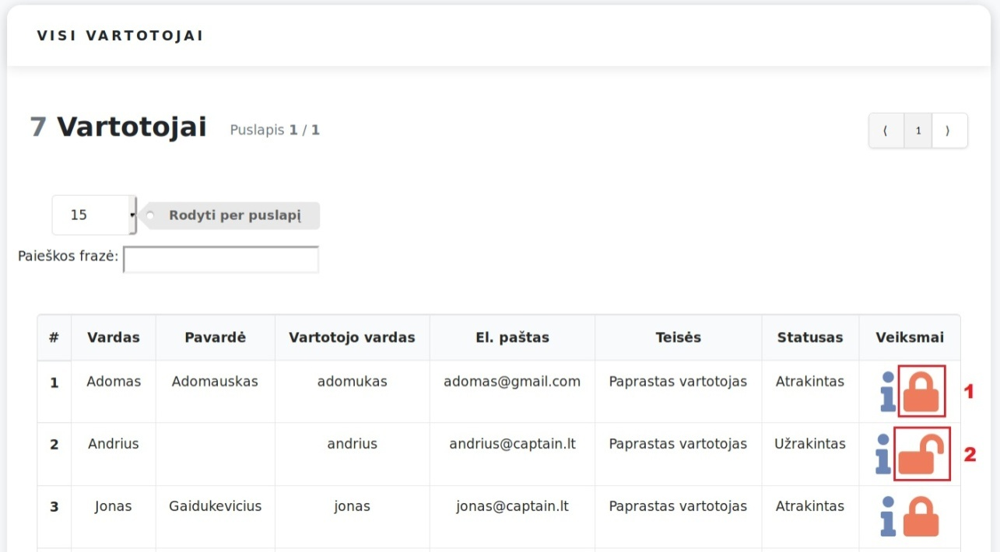 VISI VARTOTOJAI
7 Vartotojai Puslapis 1 / 1
⟨ 1 ⟩
15 Rodyti per puslapį
Paieškos frazė:
# Vardas Pavardė Vartotojo vardas El. paštas Teisės Statusas Veiksmai
1 Adomas Adomauskas adomukas adomas@gmail.com Paprastas vartotojas Atrakintas 1
2 Andrius andrius andrius@captain.lt Paprastas vartotojas Užrakintas 2
3 Jonas Gaidukevicius jonas jonas@captain.lt Paprastas vartotojas Atrakintas